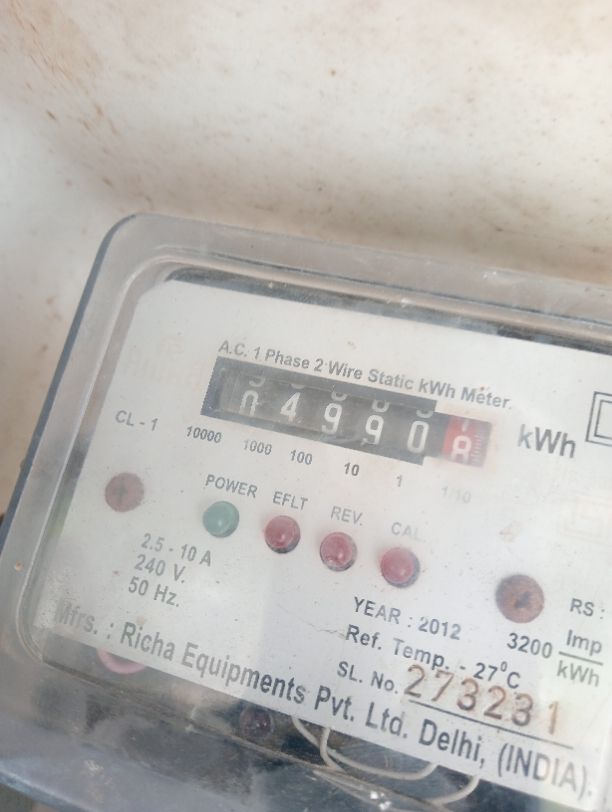 A.C. 1 Phase 2 Wire Static kWh Meter
049908 kWh
CL - 1
10000 1000 100 10 1 1/10
POWER EFLT REV. CAL
2.5 - 10 A
240 V.
50 Hz.
YEAR : 2012
RS :
Ref. Temp. - 27°C
3200 Imp
kWh
SL. No. 273231
Mfrs. : Richa Equipments Pvt. Ltd. Delhi, (INDIA).